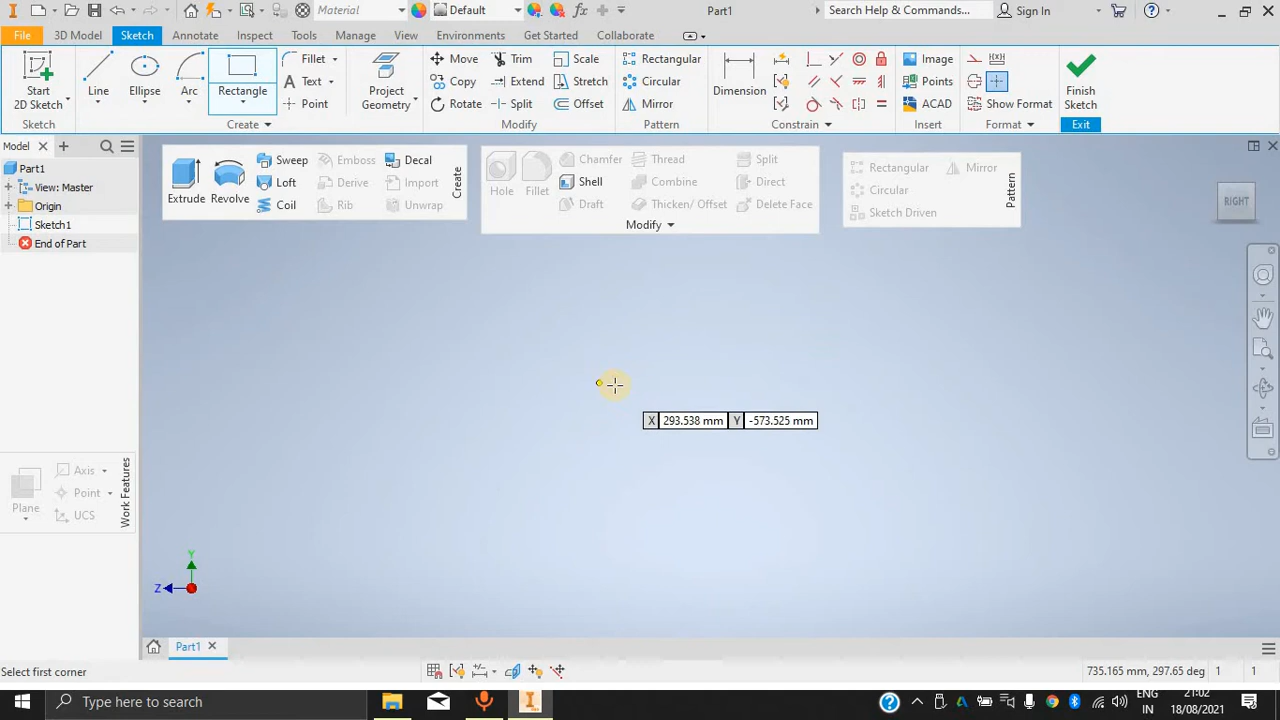 Material
Default
fx
Part1
Search Help & Commands...
Sign In
File
3D Model
Sketch
Annotate
Inspect
Tools
Manage
View
Environments
Get Started
Collaborate
Start
2D Sketch
Line
Ellipse
Arc
Rectangle
Fillet
Text
Point
Project
Geometry
Move
Copy
Rotate
Trim
Extend
Split
Scale
Stretch
Offset
Rectangular
Circular
Mirror
Dimension
Image
Points
ACAD
Show Format
Finish
Sketch
Sketch
Create
Modify
Pattern
Constrain
Insert
Format
Exit
Model
Part1
View: Master
Origin
Sketch1
End of Part
Extrude
Revolve
Sweep
Loft
Coil
Emboss
Derive
Rib
Decal
Import
Unwrap
Create
Hole
Fillet
Chamfer
Shell
Draft
Thread
Combine
Thicken/ Offset
Split
Direct
Delete Face
Modify
Rectangular
Mirror
Circular
Sketch Driven
Pattern
RIGHT
X 293.538 mm Y -573.525 mm
Plane
Axis
Point
UCS
Work Features
Y
Z
Part1
Select first corner
735.165 mm, 297.65 deg 1 1
Type here to search
ENG
IN
21:02
18/08/2021